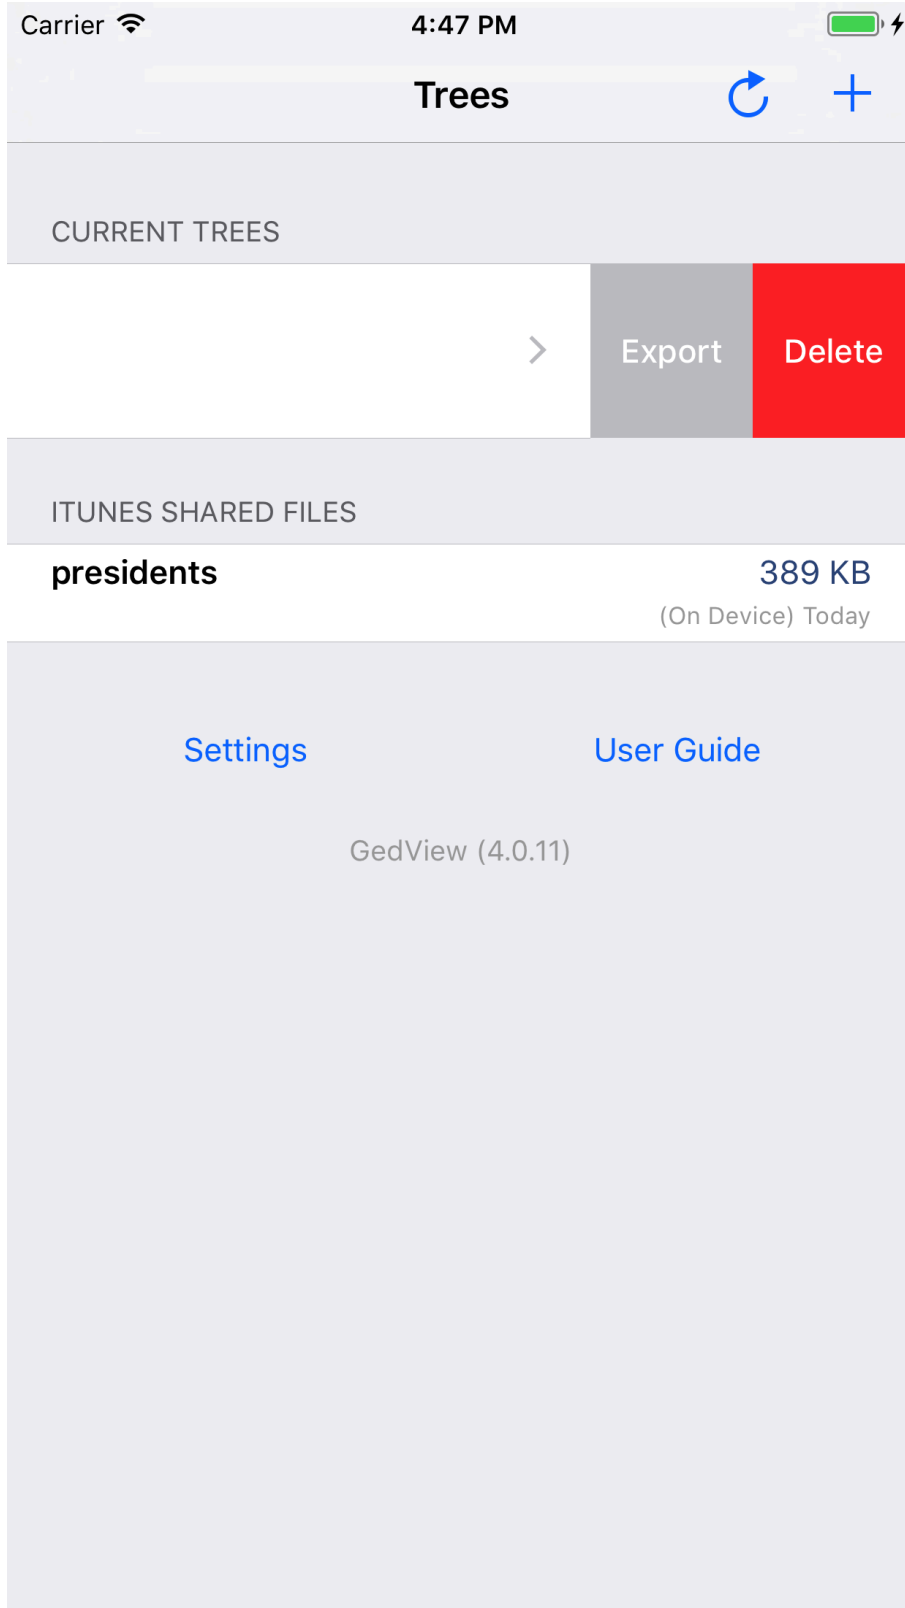 Carrier 4:47 PM
Trees
CURRENT TREES
Export Delete
ITUNES SHARED FILES
presidents 389 KB
(On Device) Today
Settings User Guide
GedView (4.0.11)